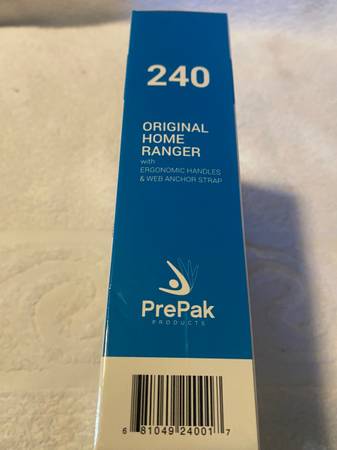 240
ORIGINAL
HOME
RANGER
with
ERGONOMIC HANDLES
& WEB ANCHOR STRAP
PrePak
PRODUCTS
6 81049 24001 7